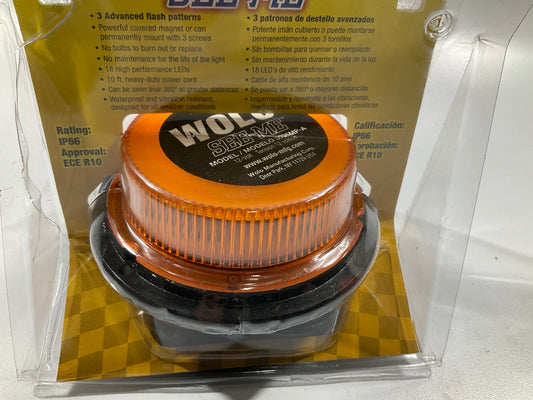 SEE-ME
• 3 Advanced flash patterns
• Powerful covered magnet or can
permanently mount with 3 screws
• No bulbs to burn out or replace
• No maintenance for the life of the light
• 18 High performance LEDs
• 10 ft. heavy-duty power cord
• Can be seen true 360° at greater distances
• Waterproof and vibration resistant,
designed for all weather conditions
Rating:
IP66
Approval:
ECE R10
• 3 patrones de destello avanzados
• Potente imán cubierto o puede montarse
permanentemente con 3 tornillos
• Sin bombillas para quemar o reemplazar
• Sin mantenimiento durante la vida de la luz
• 18 LED's de alto rendimiento
• Cable de alta resistencia de 10 pies
• Se puede ver a 360° a mayores distancias
• Impermeable y resistente a las vibraciones,
diseñado para todas las condiciones climáticas
Calificación:
IP66
probación:
ECE R10
WOLO
SEE-ME
MODEL / MODELO
MP-A
www.wolo-mfg.com
Wolo Manufacturing Corp.
Deer Park, NY 11729 USA